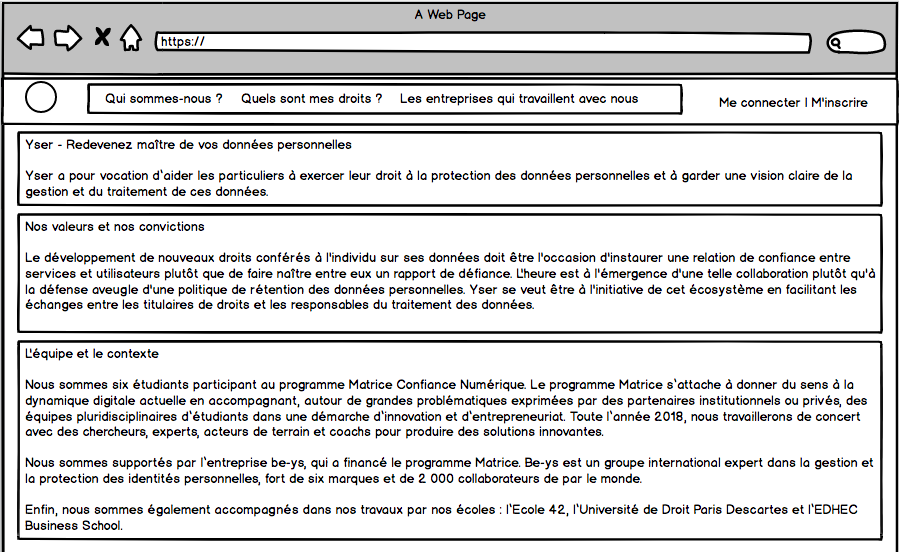 A Web Page
https://
Qui sommes-nous ? Quels sont mes droits ? Les entreprises qui travaillent avec nous
Me connecter | M'inscrire
Yser - Redevenez maître de vos données personnelles
Yser a pour vocation d'aider les particuliers à exercer leur droit à la protection des données personnelles et à garder une vision claire de la
gestion et du traitement de ces données.
Nos valeurs et nos convictions
Le développement de nouveaux droits conférés à l'individu sur ses données doit être l'occasion d'instaurer une relation de confiance entre
services et utilisateurs plutôt que de faire naître entre eux un rapport de défiance. L'heure est à l'émergence d'une telle collaboration plutôt qu'à
la défense aveugle d'une politique de rétention des données personnelles. Yser se veut être à l'initiative de cet écosystème en facilitant les
échanges entre les titulaires de droits et les responsables du traitement des données.
L'équipe et le contexte
Nous sommes six étudiants participant au programme Matrice Confiance Numérique. Le programme Matrice s'attache à donner du sens à la
dynamique digitale actuelle en accompagnant, autour de grandes problématiques exprimées par des partenaires institutionnels ou privés, des
équipes pluridisciplinaires d'étudiants dans une démarche d'innovation et d'entrepreneuriat. Toute l'année 2018, nous travaillerons de concert
avec des chercheurs, experts, acteurs de terrain et coachs pour produire des solutions innovantes.
Nous sommes supportés par l'entreprise be-ys, qui a financé le programme Matrice. Be-ys est un groupe international expert dans la gestion et
la protection des identités personnelles, fort de six marques et de 2 000 collaborateurs de par le monde.
Enfin, nous sommes également accompagnés dans nos travaux par nos écoles : l'Ecole 42, l'Université de Droit Paris Descartes et l'EDHEC
Business School.